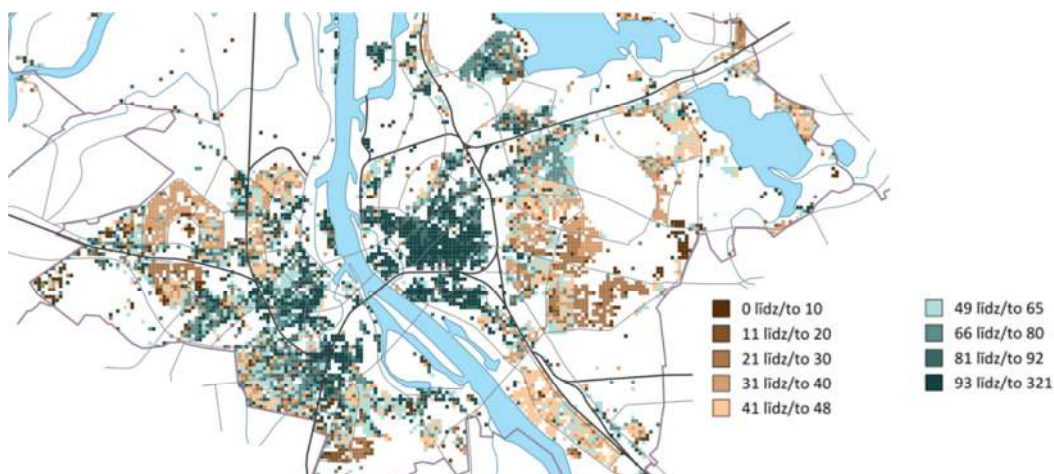 0 līdz/to 10
11 līdz/to 20
21 līdz/to 30
31 līdz/to 40
41 līdz/to 48
49 līdz/to 65
66 līdz/to 80
81 līdz/to 92
93 līdz/to 321